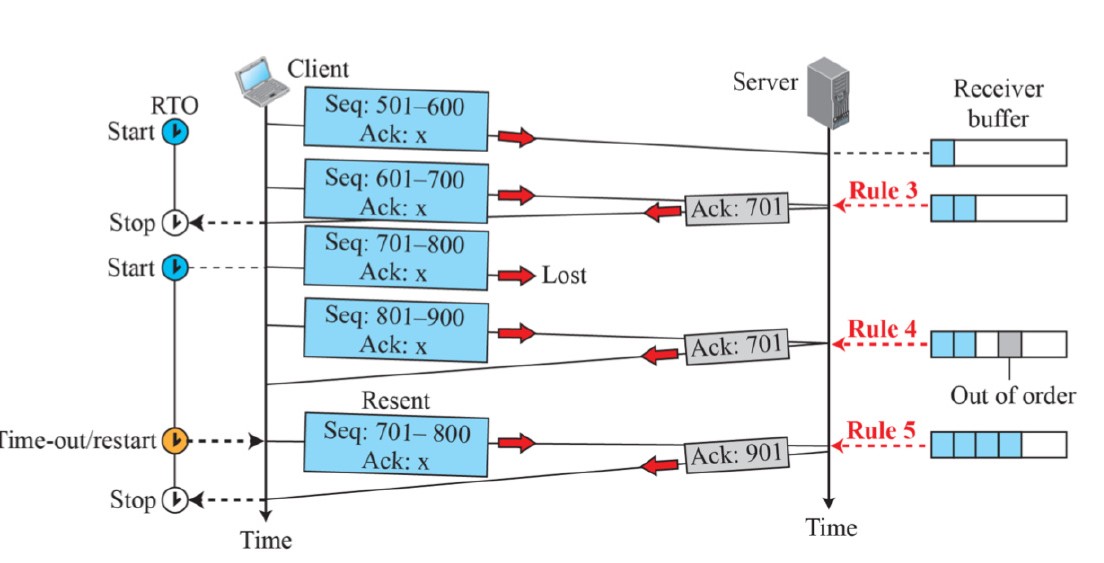 Client
Server
Receiver
buffer
RTO
Start
Seq: 501–600
Ack: x
Seq: 601–700
Ack: x
Ack: 701
Rule 3
Stop
Seq: 701–800
Ack: x
Start
Lost
Seq: 801–900
Ack: x
Ack: 701
Rule 4
Out of order
Resent
Time-out/restart
Seq: 701– 800
Ack: x
Ack: 901
Rule 5
Stop
Time
Time